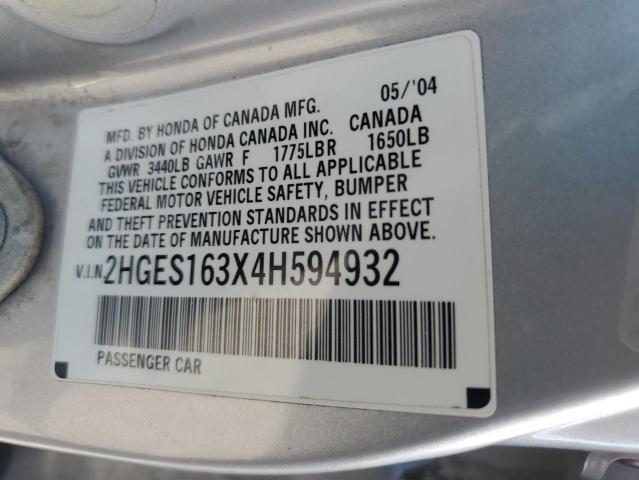 05/'04
MFD. BY HONDA OF CANADA MFG.
A DIVISION OF HONDA CANADA INC. CANADA
GVWR 3440LB GAWR F 1775LBR 1650LB
THIS VEHICLE CONFORMS TO ALL APPLICABLE
FEDERAL MOTOR VEHICLE SAFETY, BUMPER
AND THEFT PREVENTION STANDARDS IN EFFECT
ON THE DATE OF MANUFACTURE SHOWN ABOVE.
V.I.N. 2HGES163X4H594932
PASSENGER CAR